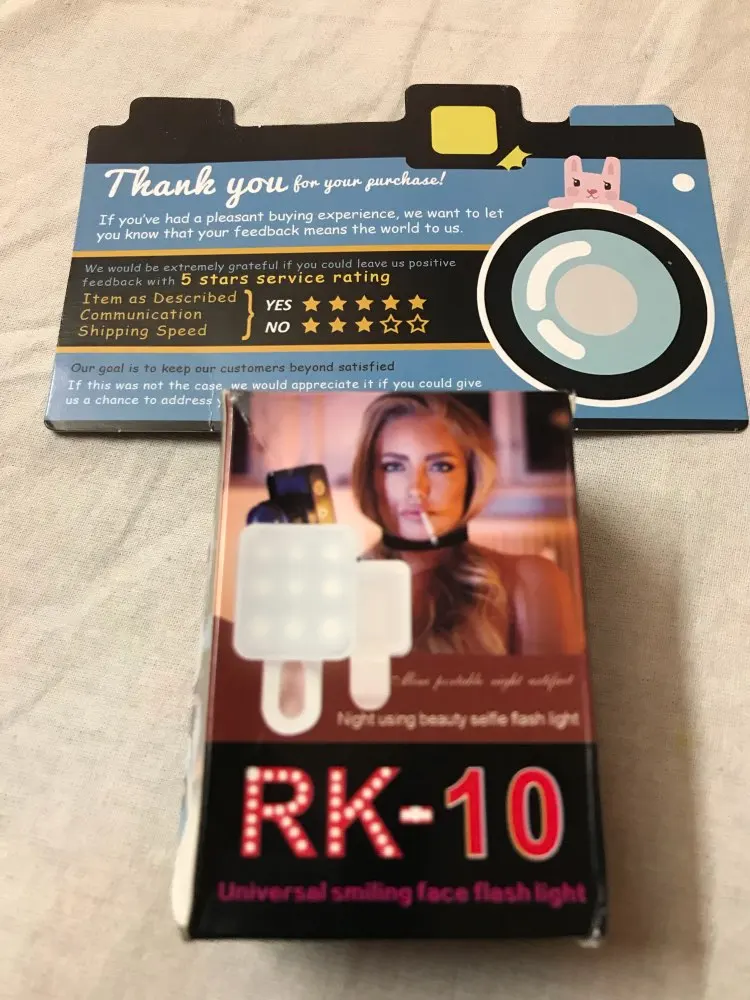 Thank you for your purchase!
If you've had a pleasant buying experience, we want to let
you know that your feedback means the world to us.
We would be extremely grateful if you could leave us positive
feedback with 5 stars service rating
Item as Described
Communication
Shipping Speed
YES
NO
Our goal is to keep our customers beyond satisfied
If this was not the case, we would appreciate it if you could give
us a chance to address
portable night
Night using beauty selfie flash light
RK-10
Universal smiling face flash light